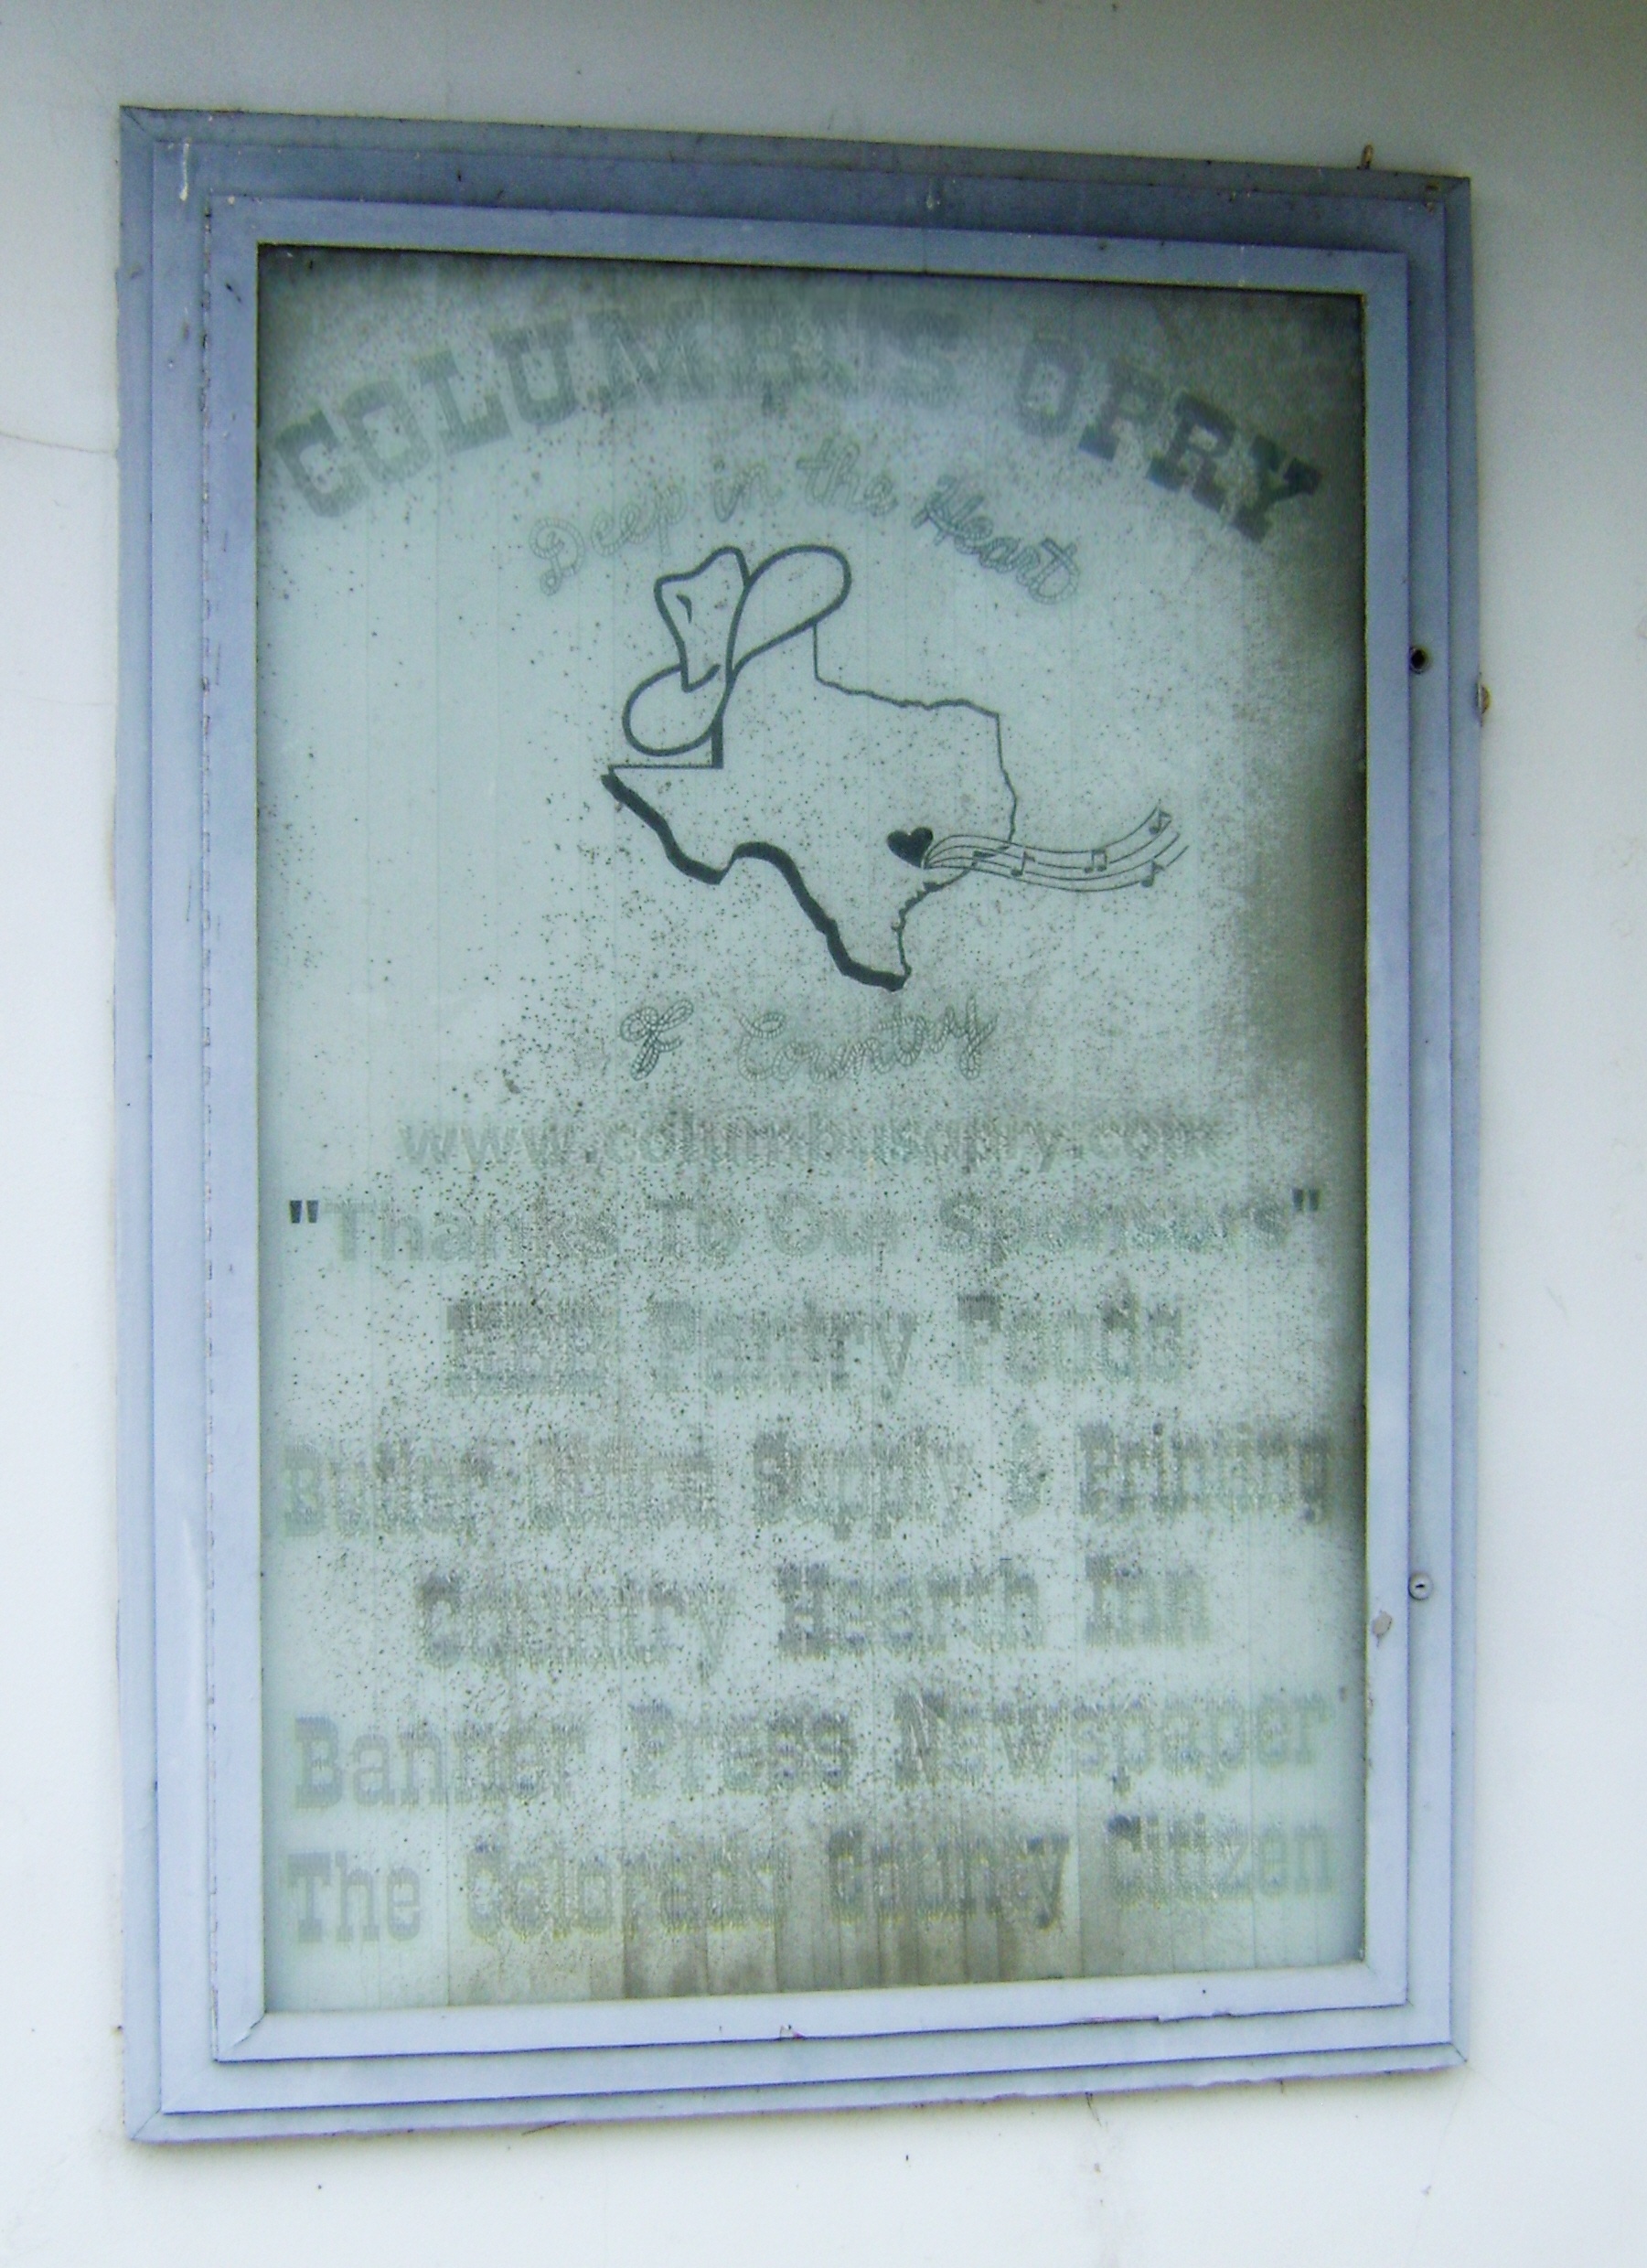 COLUMBUS OPRY
Deep in the Heart
of Country
www.columbusopry.com
"Thanks To Our Sponsors"
Pantry Foods
Butler Office Supply & Printing
Country Hearth Inn
Banner Press Newspaper
The Colorado County Citizen